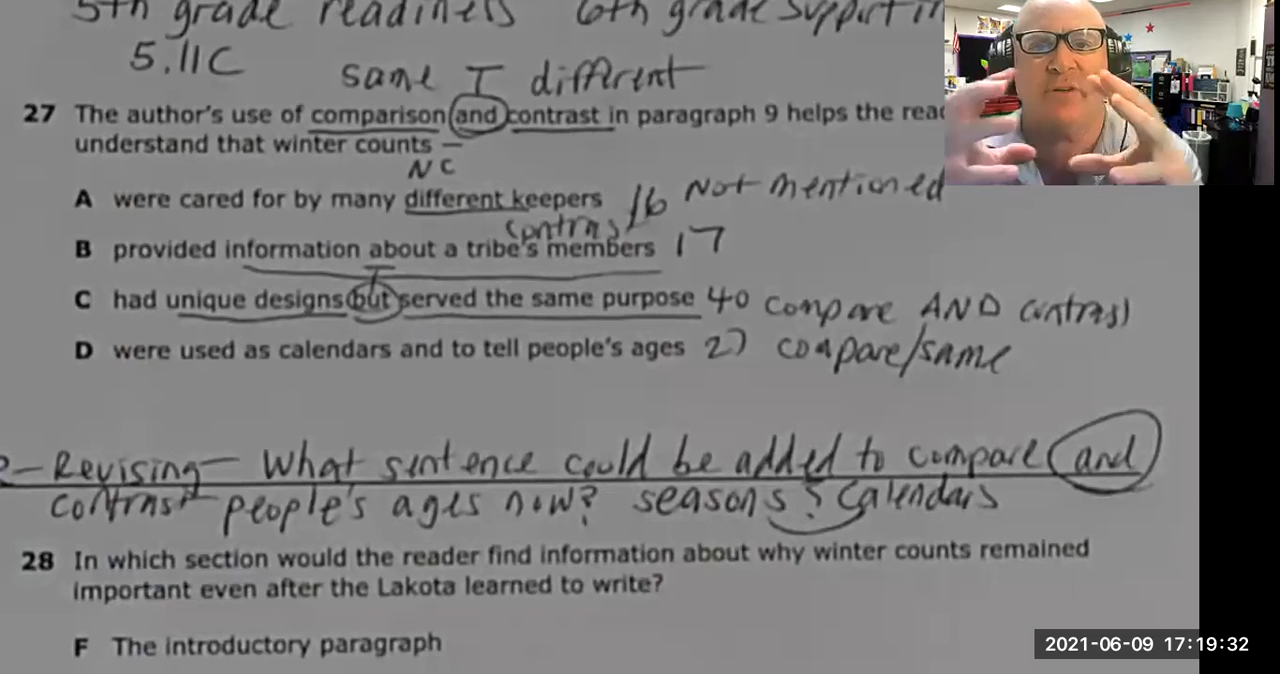 5th grade readiness 6th grade supporti
5.11C same I different
27 The author's use of comparison and contrast in paragraph 9 helps the read
understand that winter counts —
NC
A were cared for by many different keepers 16 Not mentioned
contras
B provided information about a tribe's members 17
C had unique designs but served the same purpose 40 compare AND contras)
D were used as calendars and to tell people's ages 27 compare/same
- Revising - What sentence could be added to compare and
contrast people's ages now? seasons ? Calendars
28 In which section would the reader find information about why winter counts remained
important even after the Lakota learned to write?
F The introductory paragraph
2021-06-09 17:19:32